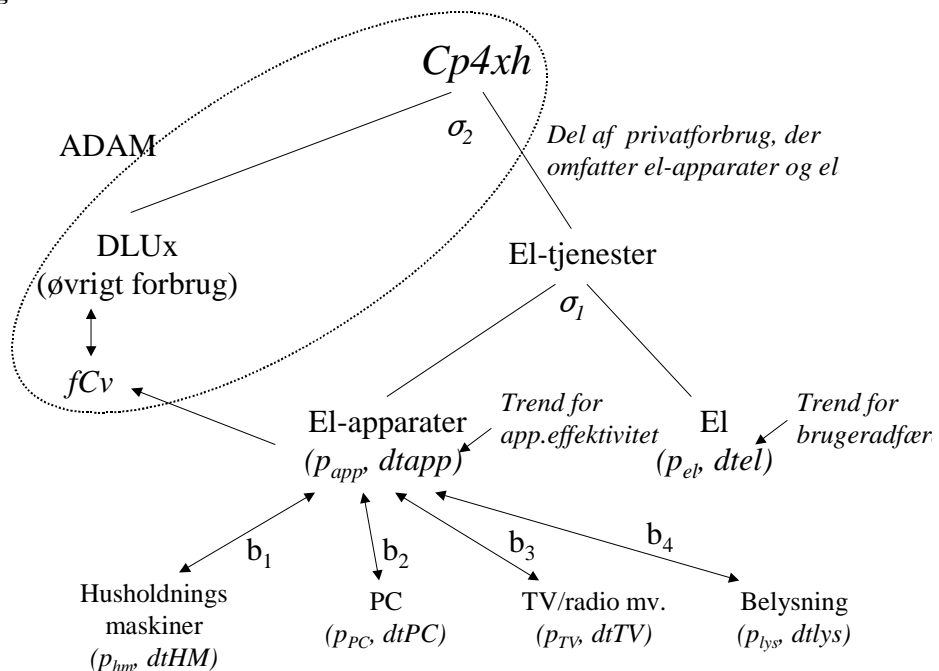 Cp4xh
σ2
ADAM
Del af privatforbrug, der
omfatter el-apparater og el
DLUx
(øvrigt forbrug)
El-tjenester
σ1
fCv
El-apparater
(papp, dtapp)
Trend for
app.effektivitet
El
(pel, dtel)
Trend for
brugeradfær
b1
b2
b3
b4
Husholdnings
maskiner
(phm, dtHM)
PC
(pPC, dtPC)
TV/radio mv.
(pTV, dtTV)
Belysning
(plys, dtlys)